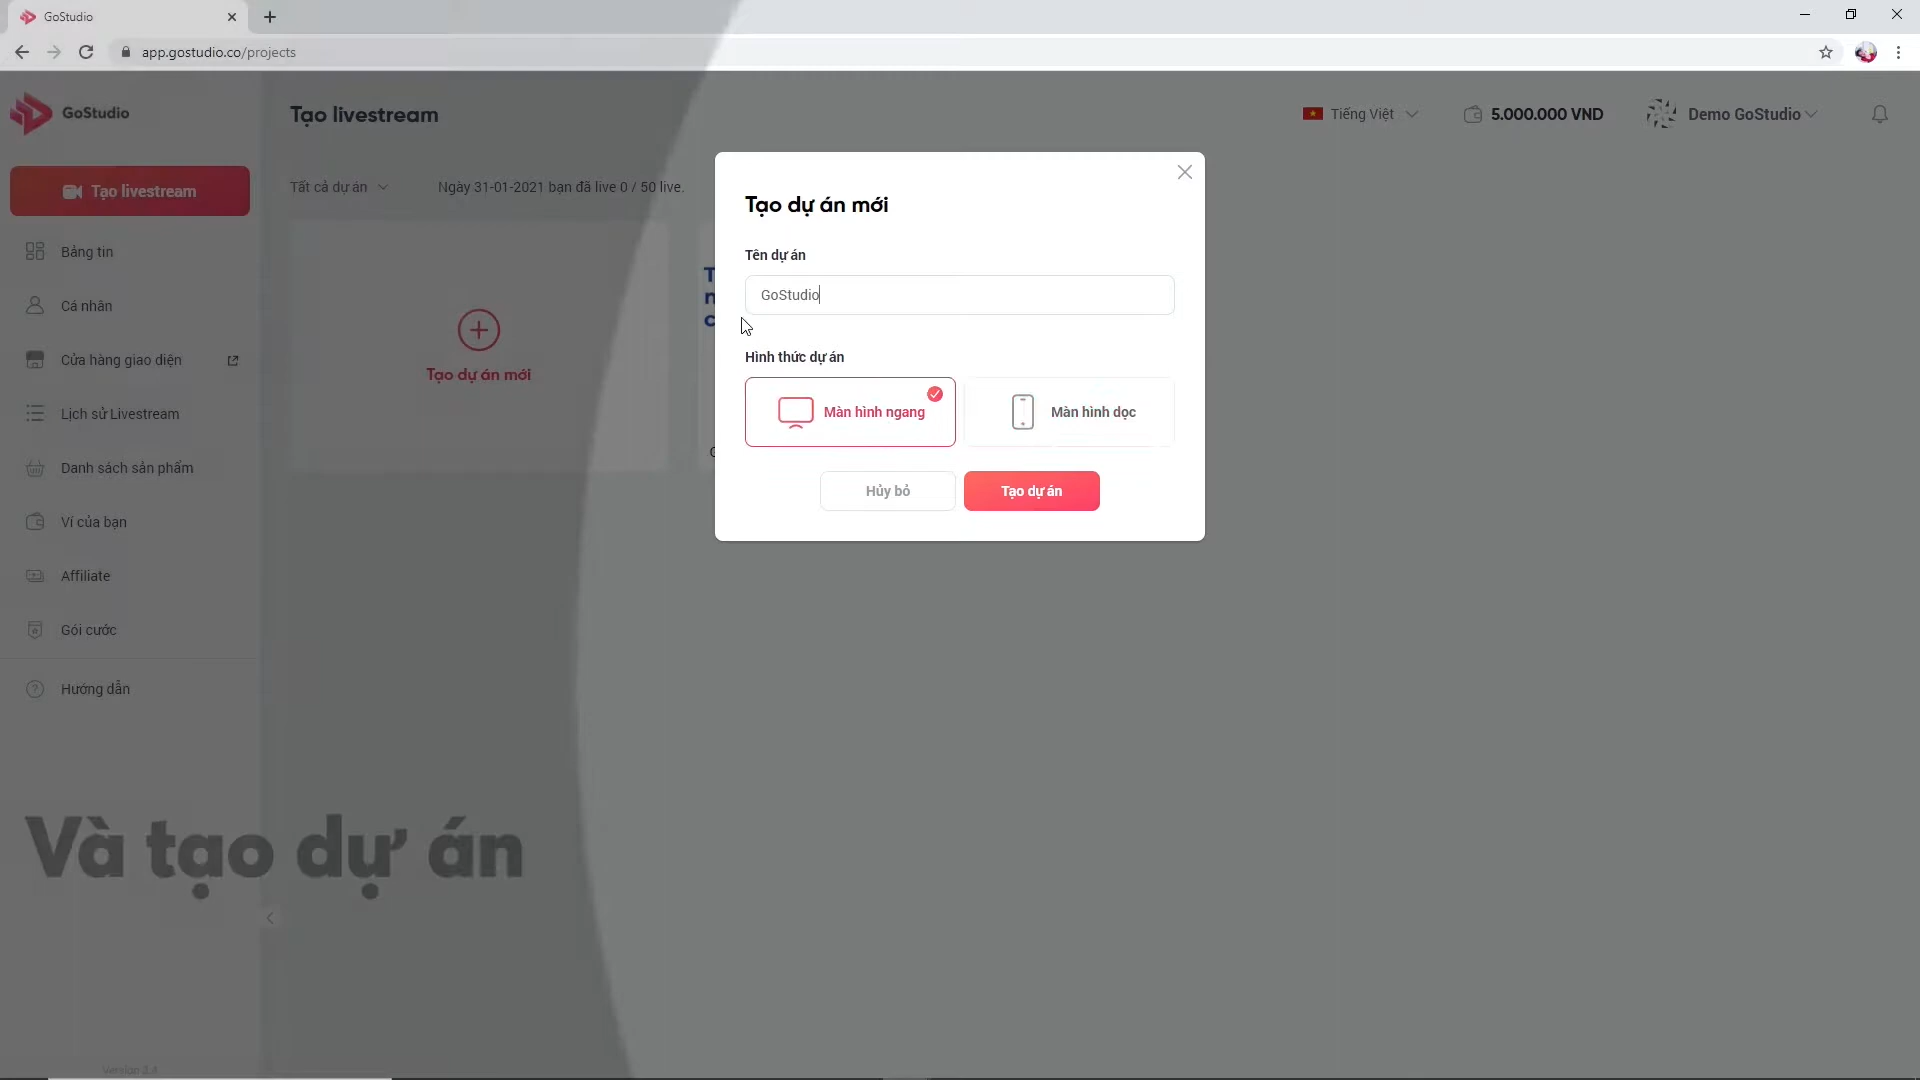 GoStudio
app.gostudio.co/projects
GoStudio
Tạo livestream
Tiếng Việt
5.000.000 VND
Demo GoStudio
Tạo livestream
Tất cả dự án
Ngày 31-01-2021 bạn đã live 0 / 50 live.
Bảng tin
Cá nhân
Cửa hàng giao diện
Lịch sử Livestream
Danh sách sản phẩm
Ví của bạn
Affiliate
Gói cước
Hướng dẫn
Tạo dự án mới
Tạo dự án mới
Tên dự án
GoStudio
Hình thức dự án
Màn hình ngang
Màn hình dọc
Hủy bỏ
Tạo dự án
Và tạo dự án
Version 3.4